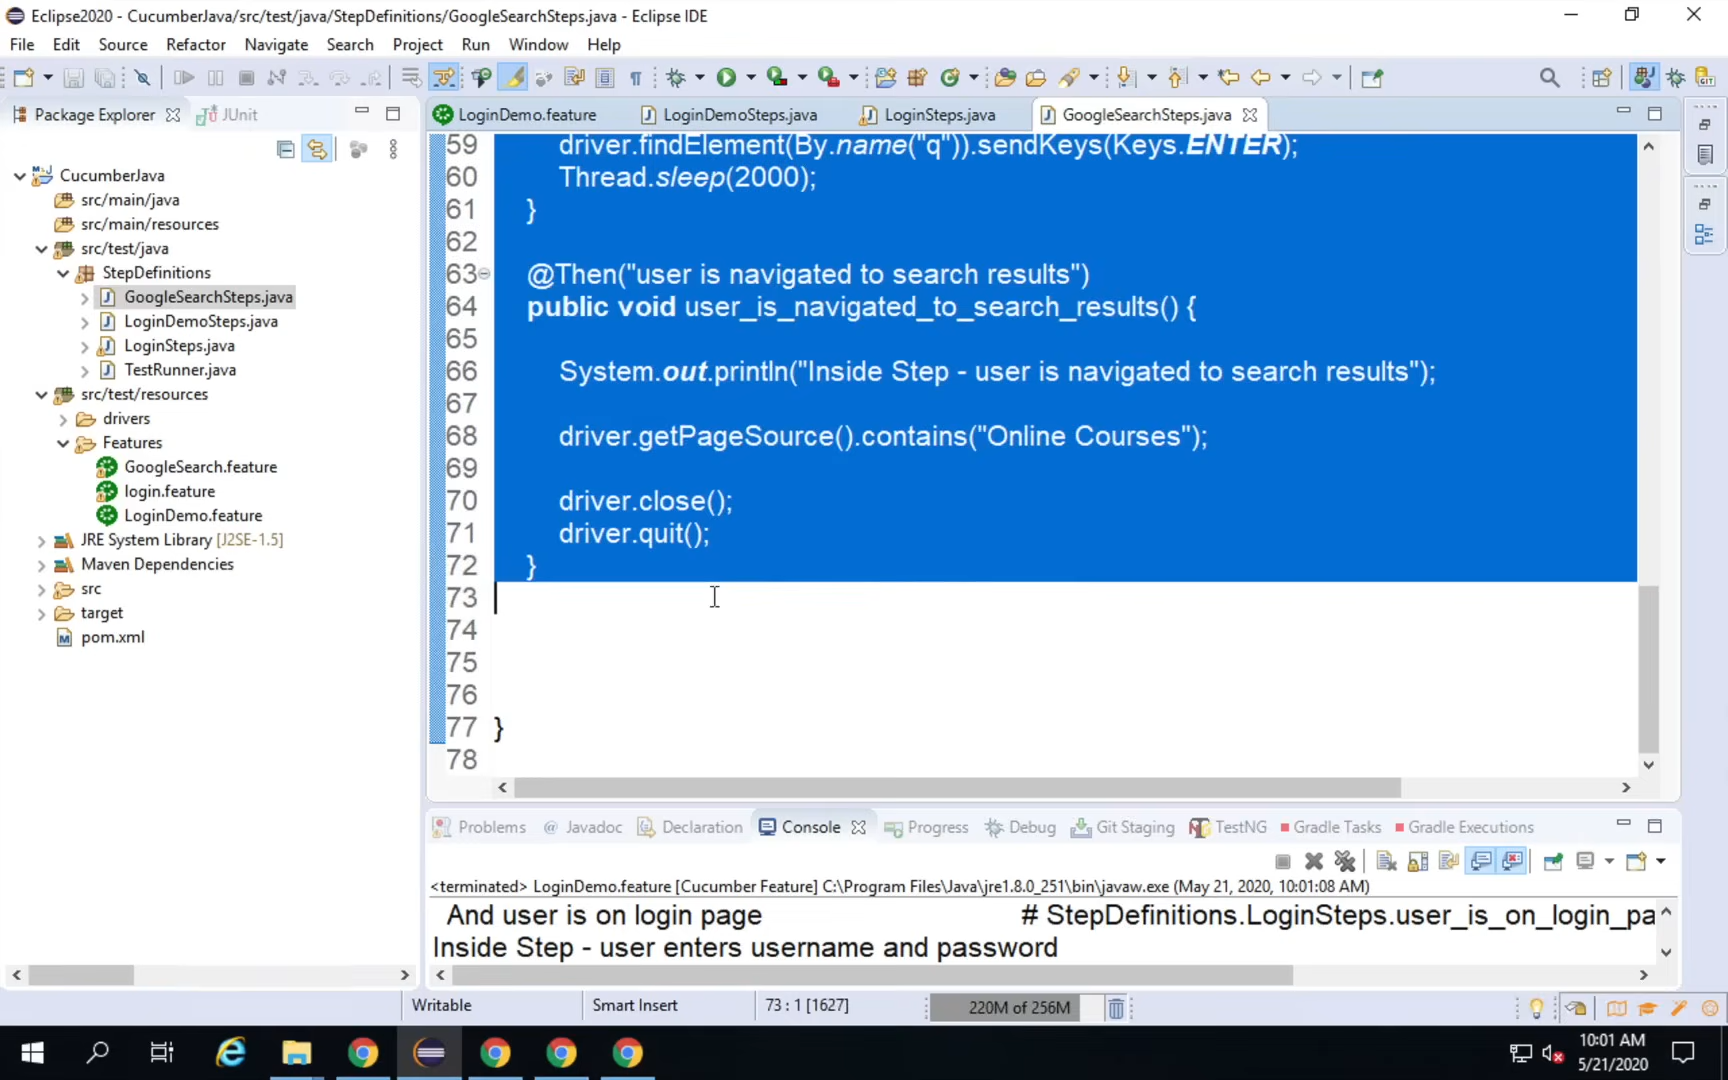 Eclipse2020 - CucumberJava/src/test/java/StepDefinitions/GoogleSearchSteps.java - Eclipse IDE
File Edit Source Refactor Navigate Search Project Run Window Help
Package Explorer JUnit
LoginDemo.feature LoginDemoSteps.java LoginSteps.java GoogleSearchSteps.java
CucumberJava
src/main/java
src/main/resources
src/test/java
StepDefinitions
GoogleSearchSteps.java
LoginDemoSteps.java
LoginSteps.java
TestRunner.java
src/test/resources
drivers
Features
GoogleSearch.feature
login.feature
LoginDemo.feature
JRE System Library [J2SE-1.5]
Maven Dependencies
src
target
pom.xml
59 driver.findElement(By.name("q")).sendKeys(Keys.ENTER);
60 Thread.sleep(2000);
61 }
62
63 @Then("user is navigated to search results")
64 public void user_is_navigated_to_search_results() {
65
66 System.out.println("Inside Step - user is navigated to search results");
67
68 driver.getPageSource().contains("Online Courses");
69
70 driver.close();
71 driver.quit();
72 }
73
74
75
76
77 }
78
Problems @ Javadoc Declaration Console Progress Debug Git Staging TestNG Gradle Tasks Gradle Executions
<terminated> LoginDemo.feature [Cucumber Feature] C:\Program Files\Java\jre1.8.0_251\bin\javaw.exe (May 21, 2020, 10:01:08 AM)
And user is on login page # StepDefinitions.LoginSteps.user_is_on_login_pa
Inside Step - user enters username and password
Writable Smart Insert 73 : 1 [1627] 220M of 256M
10:01 AM
5/21/2020